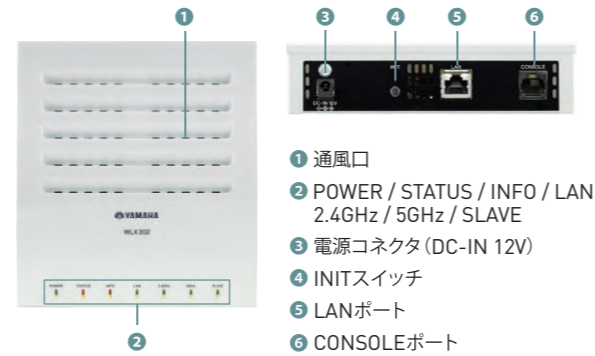 1
3
4
5
6
INIT
LAN
CONSOLE
DC-IN 12V
YAMAHA
WLX302
POWER STATUS INFO LAN 2.4GHz 5GHz SLAVE
2
1 通風口
2 POWER / STATUS / INFO / LAN
2.4GHz / 5GHz / SLAVE
3 電源コネクタ（DC-IN 12V）
4 INITスイッチ
5 LANポート
6 CONSOLEポート